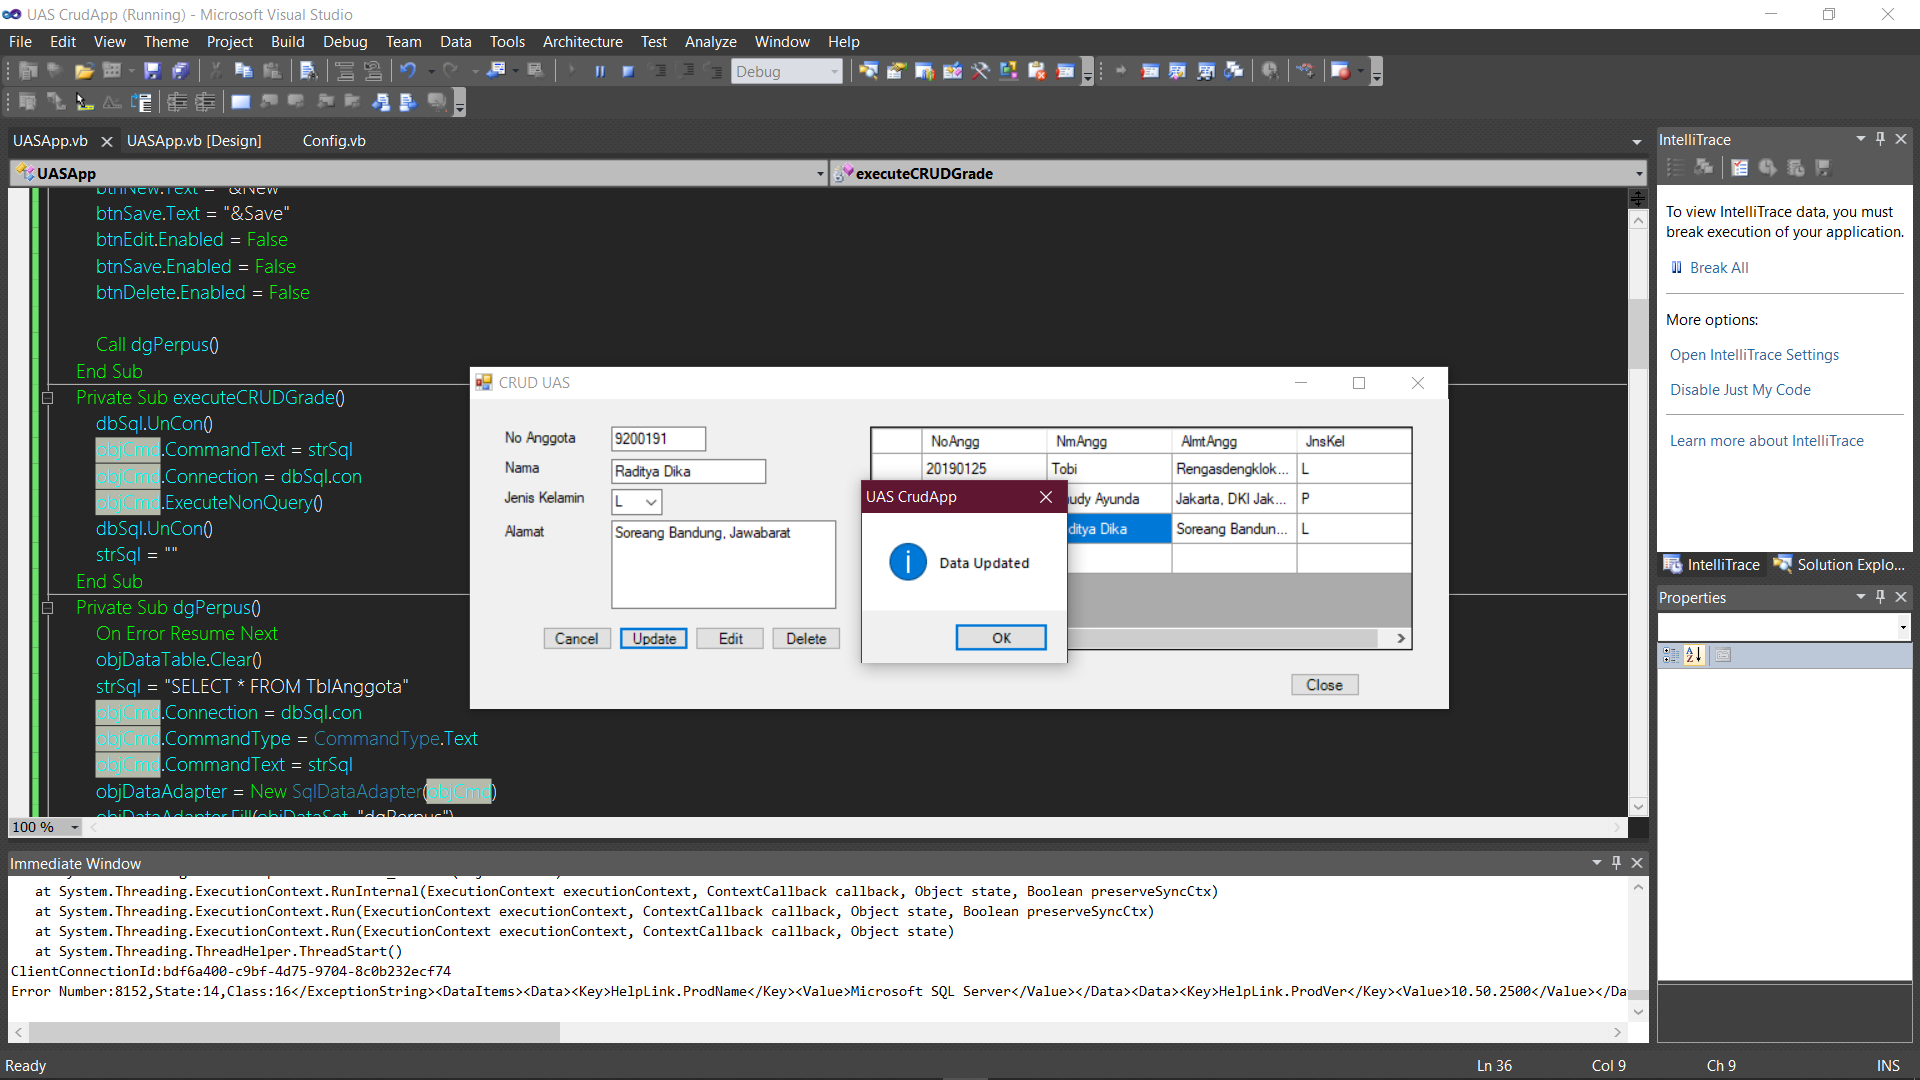 UAS CrudApp (Running) - Microsoft Visual Studio
File Edit View Theme Project Build Debug Team Data Tools Architecture Test Analyze Window Help
Debug
UASApp.vb UASApp.vb [Design] Config.vb
UASApp executeCRUDGrade
btnNew.Text = "&New"
btnSave.Text = "&Save"
btnEdit.Enabled = False
btnSave.Enabled = False
btnDelete.Enabled = False
Call dgPerpus()
End Sub
Private Sub executeCRUDGrade()
dbSql.UnCon()
objCmd.CommandText = strSql
objCmd.Connection = dbSql.con
objCmd.ExecuteNonQuery()
dbSql.UnCon()
strSql = ""
End Sub
Private Sub dgPerpus()
On Error Resume Next
objDataTable.Clear()
strSql = "SELECT * FROM TblAnggota"
objCmd.Connection = dbSql.con
objCmd.CommandType = CommandType.Text
objCmd.CommandText = strSql
objDataAdapter = New SqlDataAdapter(objCmd)
objDataAdapter.Fill(objDataSet, "dgPerpus")
100 %
CRUD UAS
No Anggota 9200191
Nama Raditya Dika
Jenis Kelamin L
Alamat Soreang Bandung, Jawabarat
Cancel Update Edit Delete
NoAngg NmAngg AlmtAngg JnsKel
20190125 Tobi Rengasdengklok... L
udy Ayunda Jakarta, DKI Jak... P
ditya Dika Soreang Bandun... L
Close
UAS CrudApp
Data Updated
OK
IntelliTrace
To view IntelliTrace data, you must
break execution of your application.
Break All
More options:
Open IntelliTrace Settings
Disable Just My Code
Learn more about IntelliTrace
IntelliTrace Solution Explo...
Properties
Immediate Window
at System.Threading.ExecutionContext.RunInternal(ExecutionContext executionContext, ContextCallback callback, Object state, Boolean preserveSyncCtx)
at System.Threading.ExecutionContext.Run(ExecutionContext executionContext, ContextCallback callback, Object state, Boolean preserveSyncCtx)
at System.Threading.ExecutionContext.Run(ExecutionContext executionContext, ContextCallback callback, Object state)
at System.Threading.ThreadHelper.ThreadStart()
ClientConnectionId:bdf6a400-c9bf-4d75-9704-8c0b232ecf74
Error Number:8152,State:14,Class:16</ExceptionString><DataItems><Data><Key>HelpLink.ProdName</Key><Value>Microsoft SQL Server</Value></Data><Data><Key>HelpLink.ProdVer</Key><Value>10.50.2500</Value></Da
Ready Ln 36 Col 9 Ch 9 INS